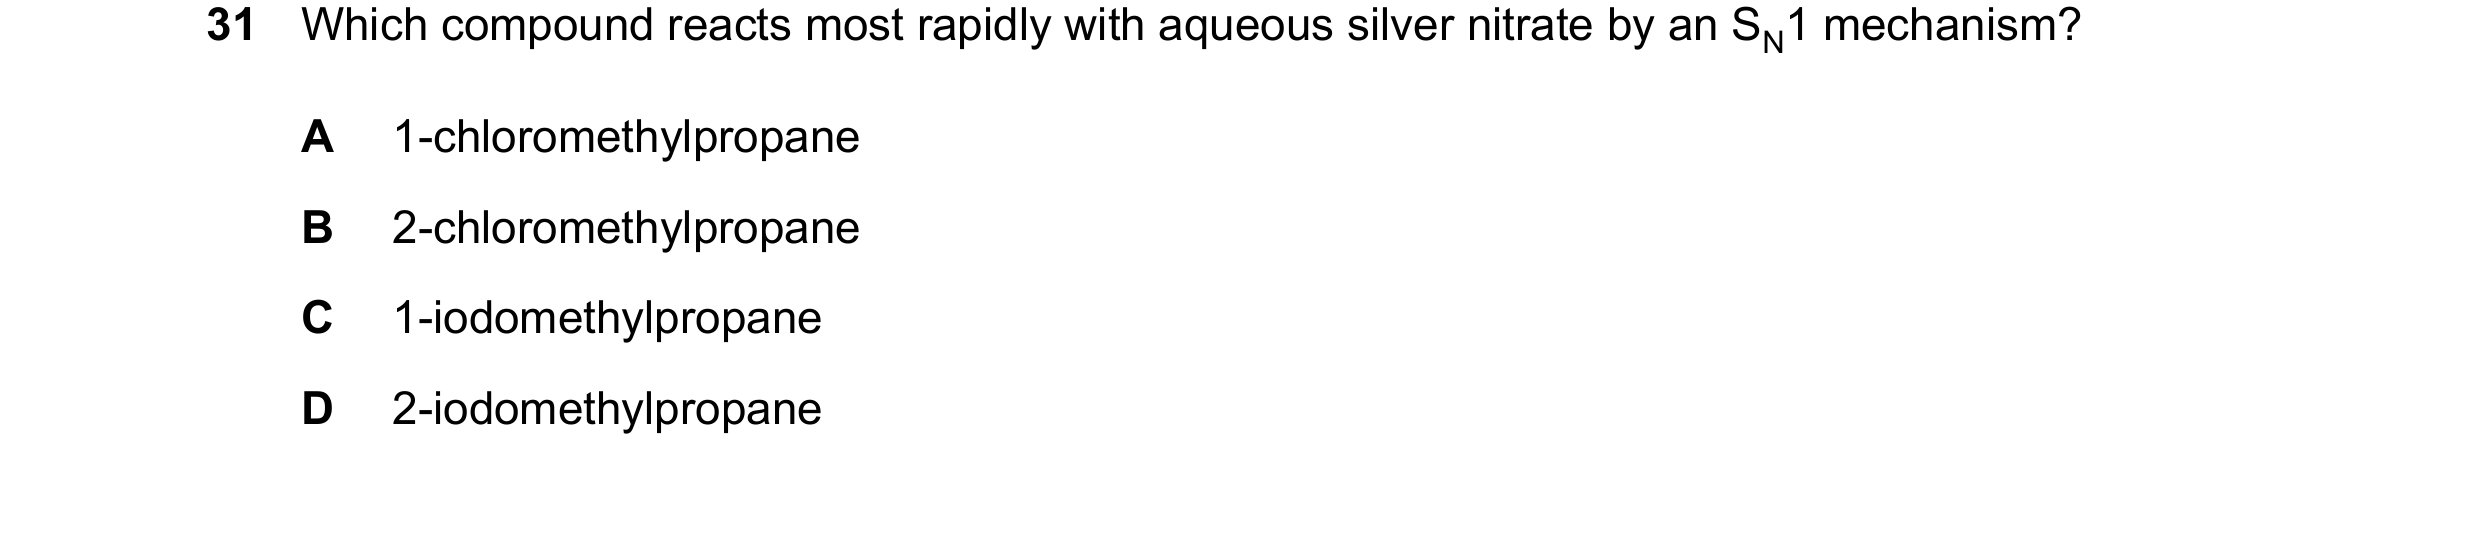 31 Which compound reacts most rapidly with aqueous silver nitrate by an SN1 mechanism?
A 1-chloromethylpropane
B 2-chloromethylpropane
C 1-iodomethylpropane
D 2-iodomethylpropane